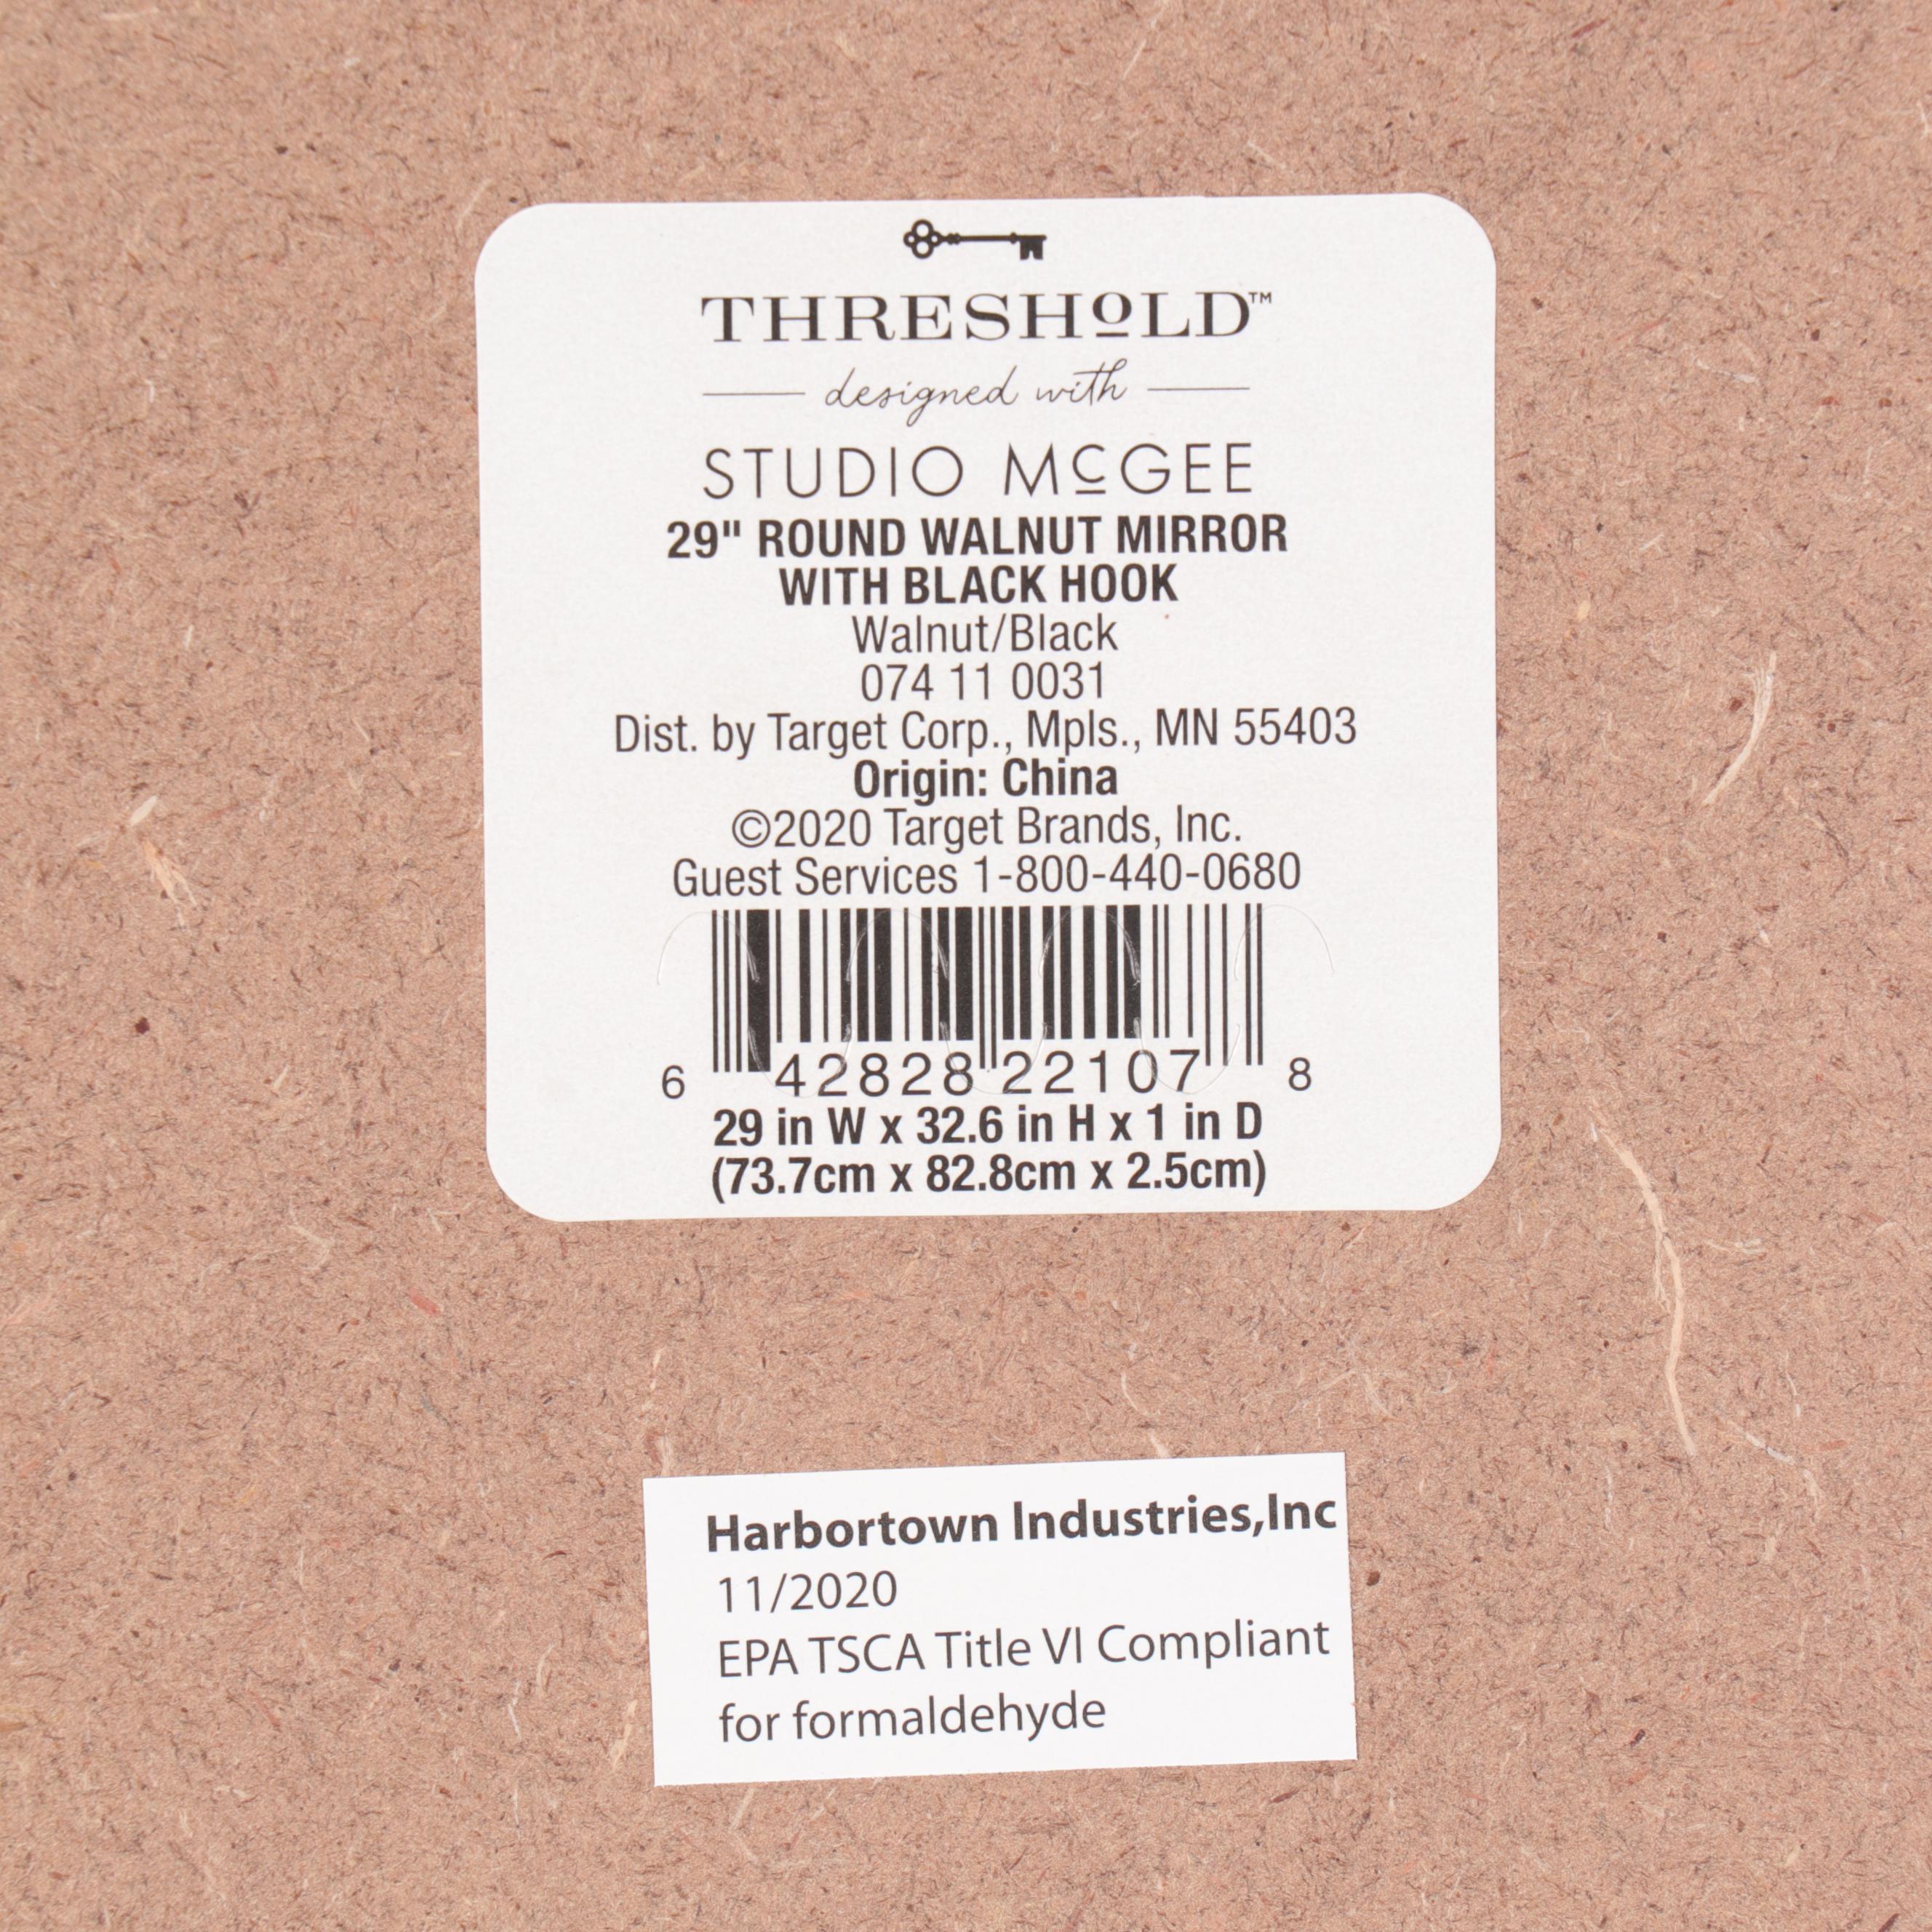 THRESHOLD™
designed with
STUDIO McGEE
29" ROUND WALNUT MIRROR
WITH BLACK HOOK
Walnut/Black
074 11 0031
Dist. by Target Corp., Mpls., MN 55403
Origin: China
©2020 Target Brands, Inc.
Guest Services 1-800-440-0680
6 42828 22107 8
29 in W x 32.6 in H x 1 in D
(73.7cm x 82.8cm x 2.5cm)
Harbortown Industries,Inc
11/2020
EPA TSCA Title VI Compliant
for formaldehyde